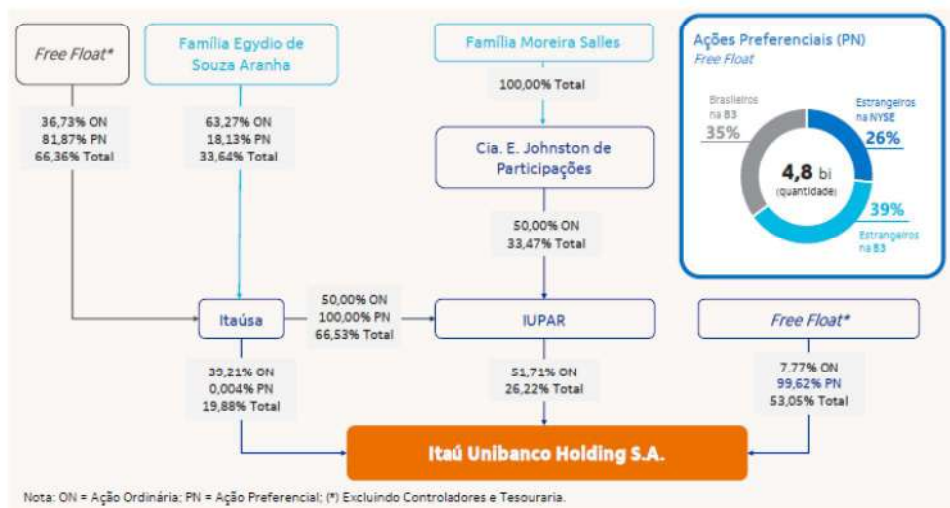 Free Float*
Família Egydio de
Souza Aranha
Família Moreira Salles
Ações Preferenciais (PN)
Free Float
Brasileiros
na B3
35%
Estrangeiros
na NYSE
26%
4,8 bi
(quantidade)
39%
Estrangeiros
na B3
36,73% ON
81,87% PN
66,36% Total
63,27% ON
18,13% PN
33,64% Total
100,00% Total
Cia. E. Johnston de
Participações
50,00% ON
33,47% Total
Itaúsa
50,00% ON
100,00% PN
66,53% Total
IUPAR
Free Float*
39,21% ON
0,004% PN
19,88% Total
51,71% ON
26,22% Total
7,77% ON
99,62% PN
53,05% Total
Itaú Unibanco Holding S.A.
Nota: ON = Ação Ordinária; PN = Ação Preferencial; (*) Excluindo Controladores e Tesouraria.